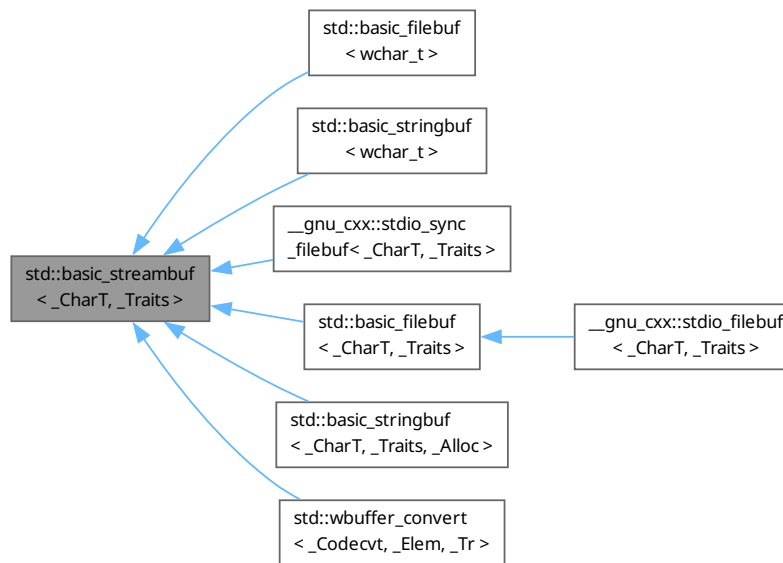 std::basic_filebuf
< wchar_t >
std::basic_stringbuf
< wchar_t >
__gnu_cxx::stdio_sync
_filebuf< _CharT, _Traits >
std::basic_streambuf
< _CharT, _Traits >
std::basic_filebuf
< _CharT, _Traits >
__gnu_cxx::stdio_filebuf
< _CharT, _Traits >
std::basic_stringbuf
< _CharT, _Traits, _Alloc >
std::wbuffer_convert
< _Codecvt, _Elem, _Tr >